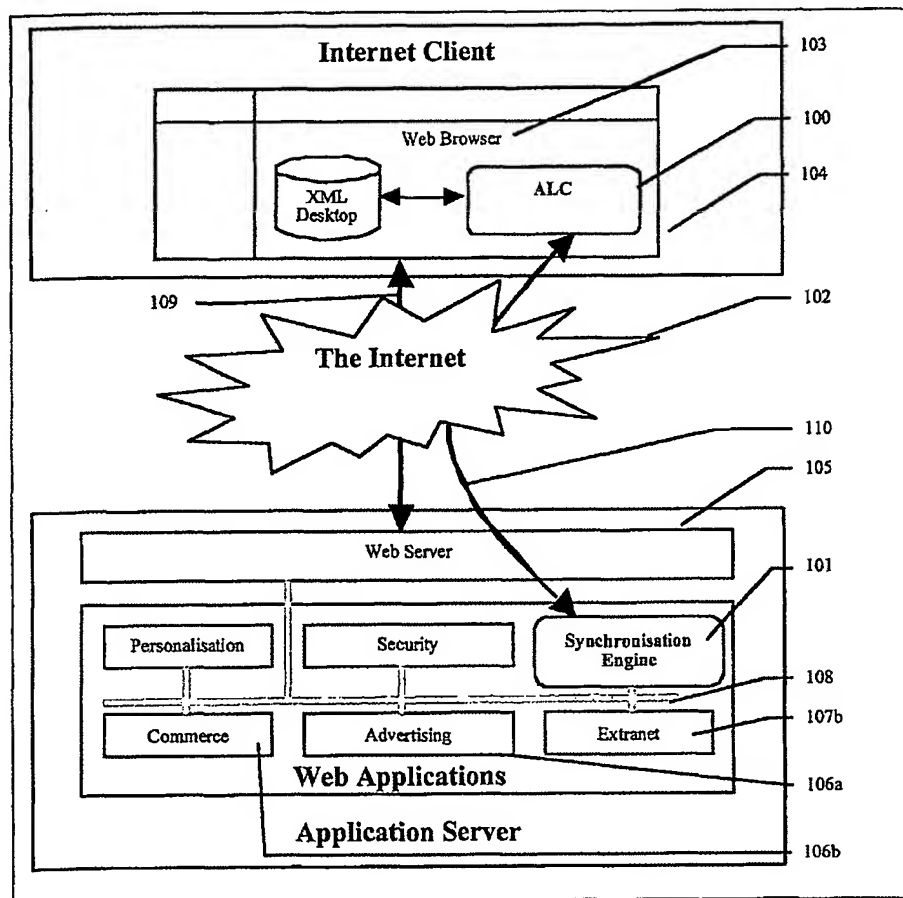 Internet Client
103
Web Browser
100
XML
Desktop
ALC
104
109
102
The Internet
110
105
Web Server
101
Personalisation
Security
Synchronisation
Engine
108
107b
Commerce
Advertising
Extranet
Web Applications
106a
Application Server
106b